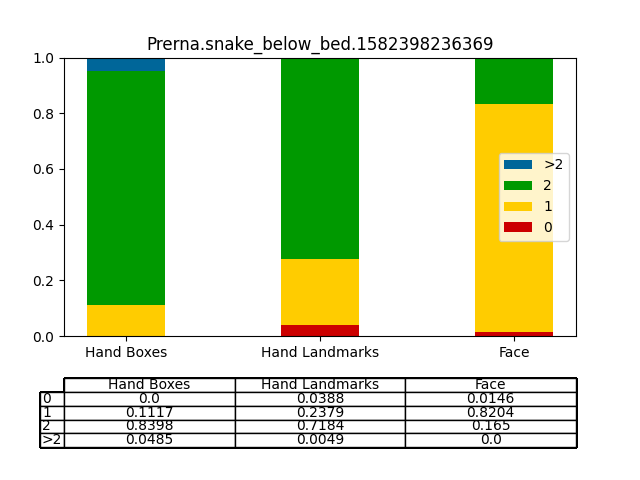 Prerna.snake_below_bed.1582398236369
1.0
0.8
0.6
0.4
0.2
0.0
>2
2
1
0
Hand Boxes Hand Landmarks Face
Hand Boxes Hand Landmarks Face
0 0.0 0.0388 0.0146
1 0.1117 0.2379 0.8204
2 0.8398 0.7184 0.165
>2 0.0485 0.0049 0.0